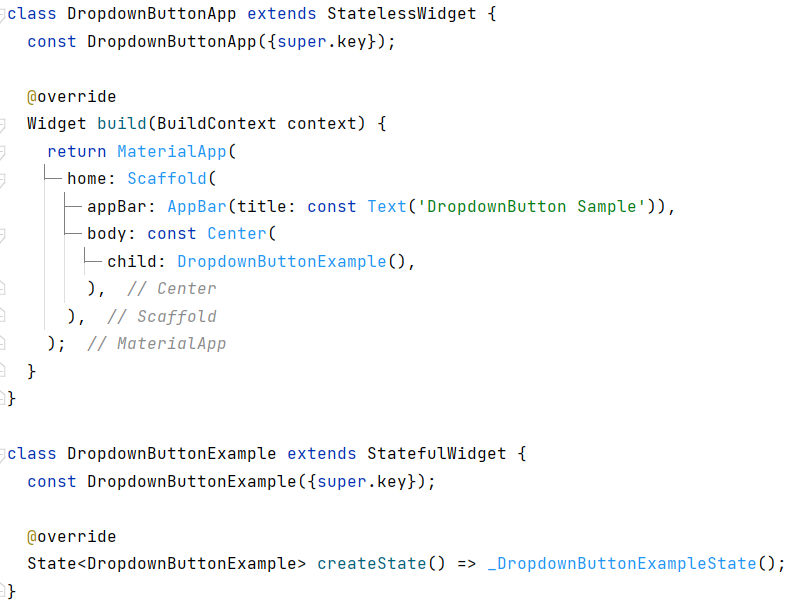 class DropdownButtonApp extends StatelessWidget {
  const DropdownButtonApp({super.key});

  @override
  Widget build(BuildContext context) {
    return MaterialApp(
      home: Scaffold(
        appBar: AppBar(title: const Text('DropdownButton Sample')),
        body: const Center(
          child: DropdownButtonExample(),
        ),  // Center
      ),  // Scaffold
    );  // MaterialApp
  }
}

class DropdownButtonExample extends StatefulWidget {
  const DropdownButtonExample({super.key});

  @override
  State<DropdownButtonExample> createState() => _DropdownButtonExampleState();
}